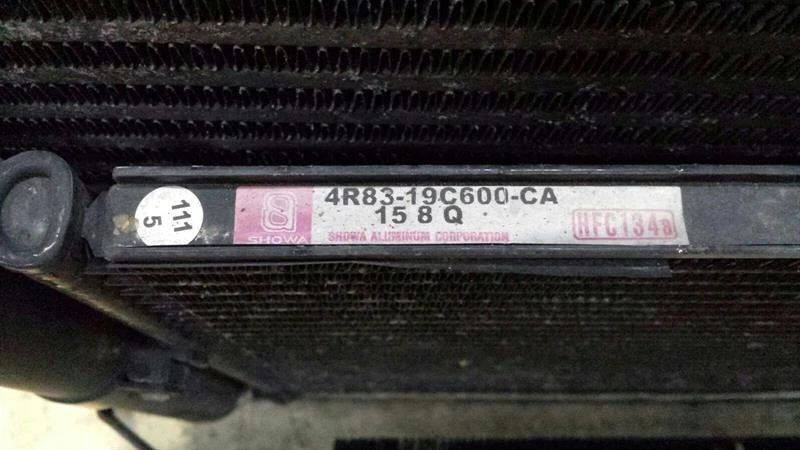 111
5
SHOWA
4R83-19C600-CA
15 8 Q
SHOWA ALUMINUM CORPORATION
HFC134a